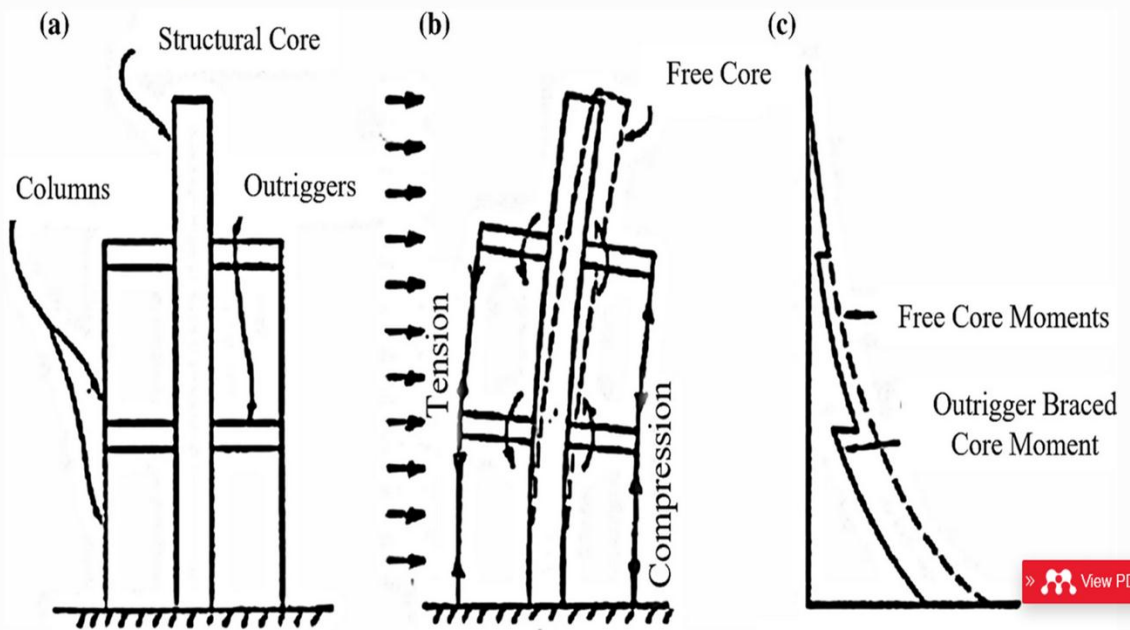 (a)
Structural Core
Columns
Outriggers
(b)
Free Core
Tension
Compression
(c)
Free Core Moments
Outrigger Braced
Core Moment
» View PD